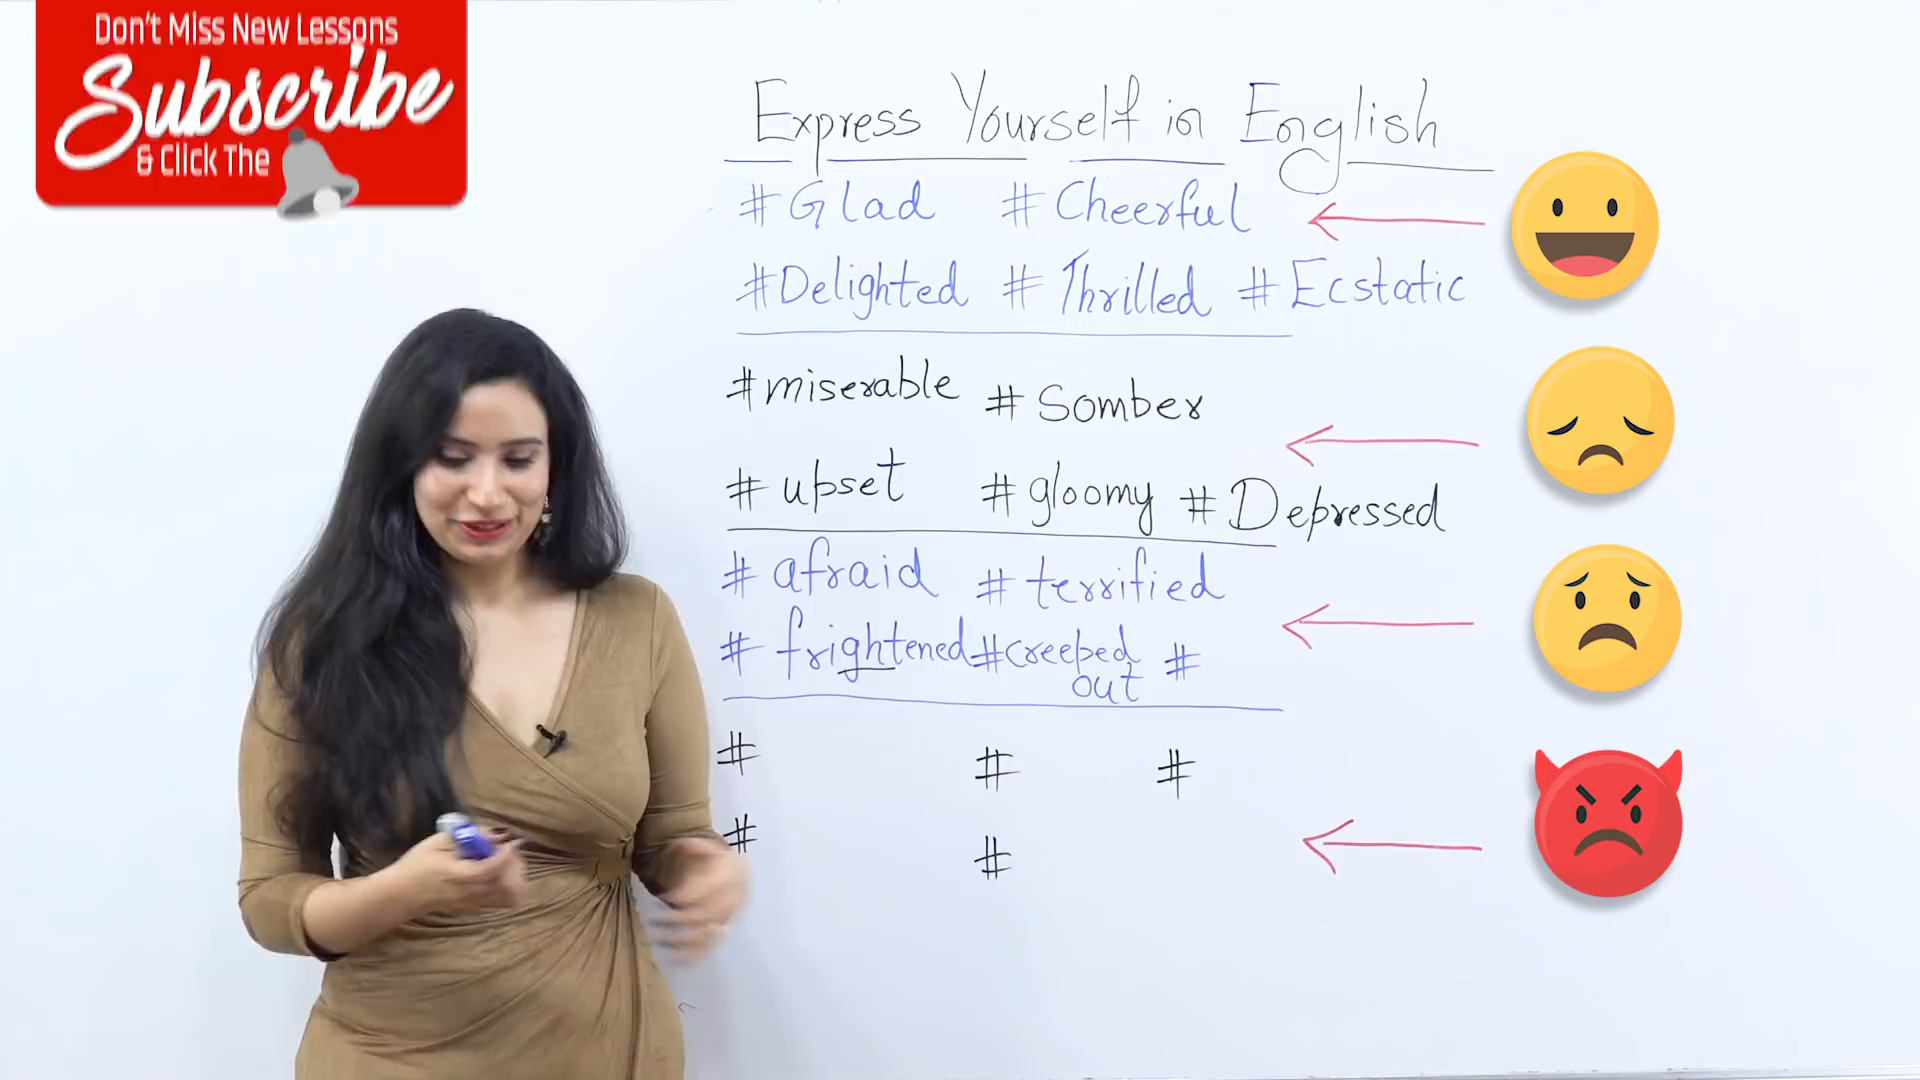 Don't Miss New Lessons
Subscribe
& Click The
Express Yourself in English
#Glad #Cheerful
#Delighted #Thrilled #Ecstatic
#miserable #Somber
#upset #gloomy #Depressed
#afraid #terrified
#frightened #creeped #
out
# # #
# #